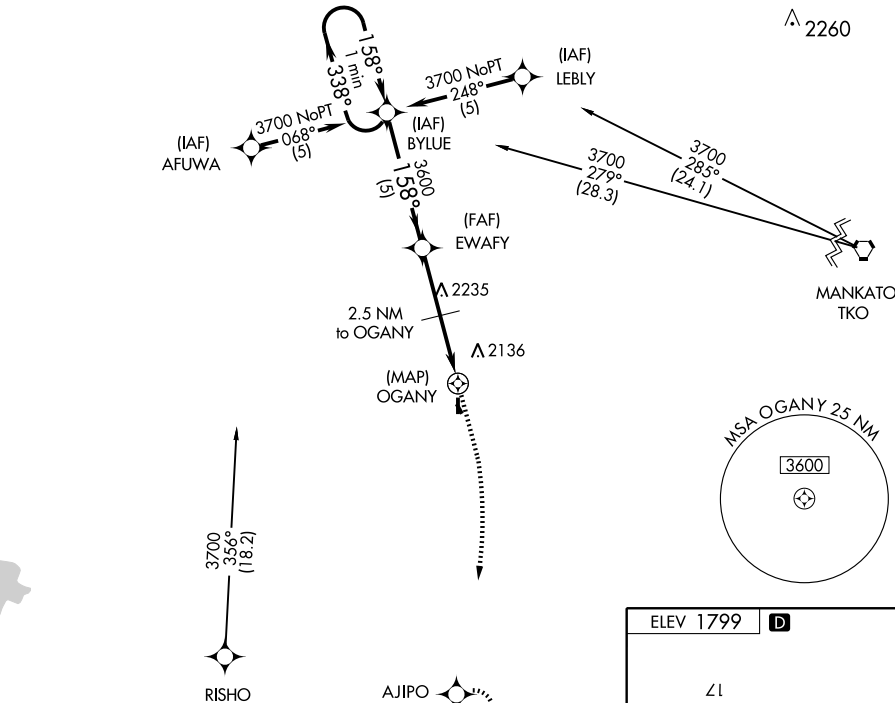 2260
(IAF)
LEBLY
3700 NoPT
248°
(5)
158°
1 min
338°
3700 NoPT
068°
(5)
(IAF)
AFUWA
(IAF)
BYLUE
3700
285°
(24.1)
3700
279°
(28.3)
3600
158°
(5)
(FAF)
EWAFY
MANKATO
TKO
2235
2.5 NM
to OGANY
2136
(MAP)
OGANY
MSA OGANY 25 NM
3600
3700
356°
(18.2)
ELEV 1799 D
17
RISHO
AJIPO